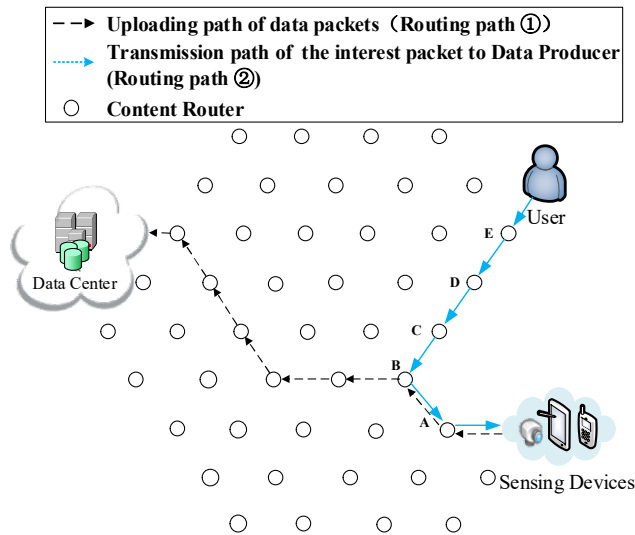 Uploading path of data packets（Routing path ①）
Transmission path of the interest packet to Data Producer
(Routing path ②)
Content Router
User
E
Data Center
D
C
B
A
Sensing Devices